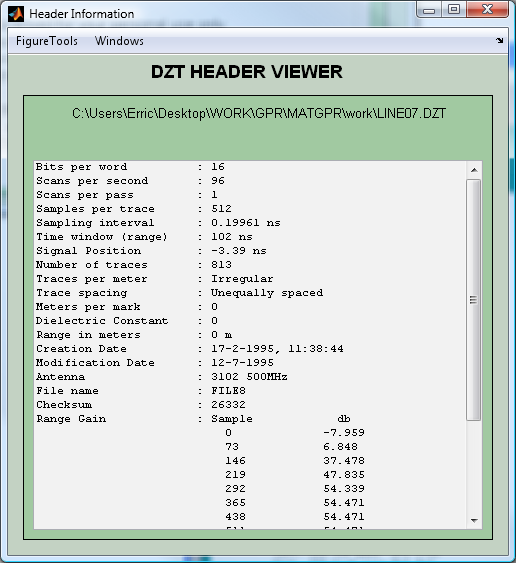 Header Information
FigureTools Windows
DZT HEADER VIEWER
C:\Users\Erric\Desktop\WORK\GPR\MATGPR\work\LINE07.DZT
Bits per word : 16
Scans per second : 96
Scans per pass : 1
Samples per trace : 512
Sampling interval : 0.19961 ns
Time window (range) : 102 ns
Signal Position : -3.39 ns
Number of traces : 813
Traces per meter : Irregular
Trace spacing : Unequally spaced
Meters per mark : 0
Dielectric Constant : 0
Range in meters : 0 m
Creation Date : 17-2-1995, 11:38:44
Modification Date : 12-7-1995
Antenna : 3102 500MHz
File name : FILE8
Checksum : 26332
Range Gain : Sample db
0 -7.959
73 6.848
146 37.478
219 47.835
292 54.339
365 54.471
438 54.471